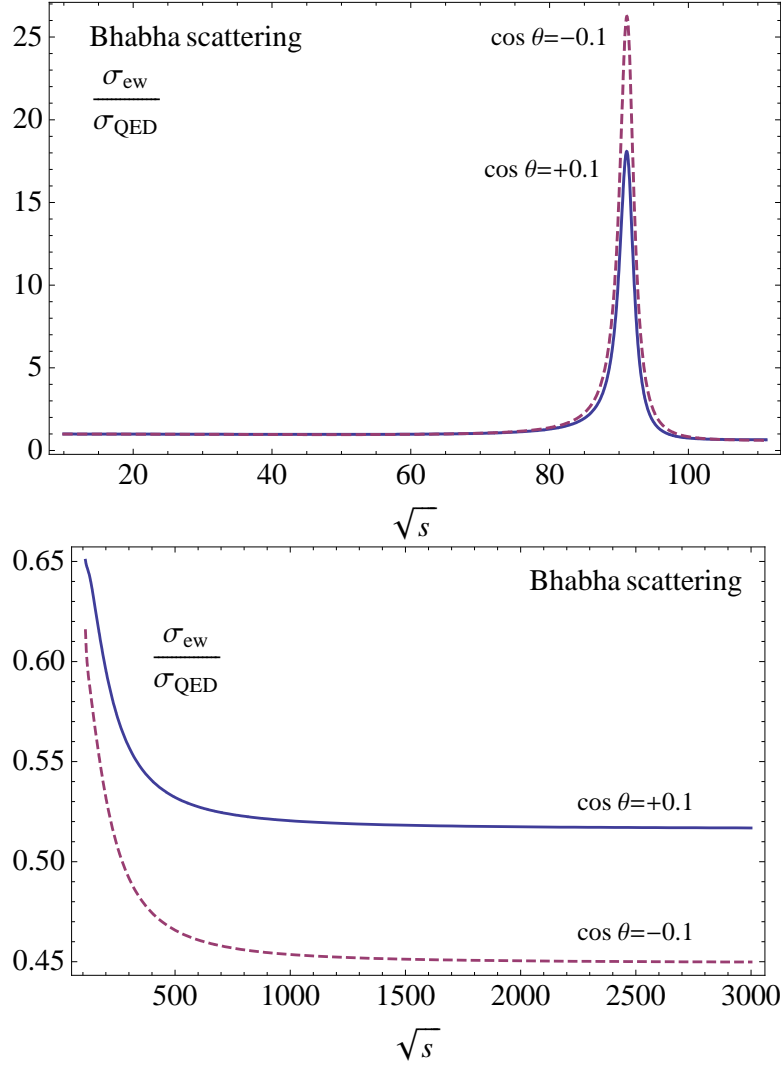 Bhabha scattering
σew
σQED
cos θ=−0.1
cos θ=+0.1
25
20
15
10
5
0
20
40
60
80
100
√s
Bhabha scattering
σew
σQED
cos θ=+0.1
cos θ=−0.1
0.65
0.60
0.55
0.50
0.45
500
1000
1500
2000
2500
3000
√s